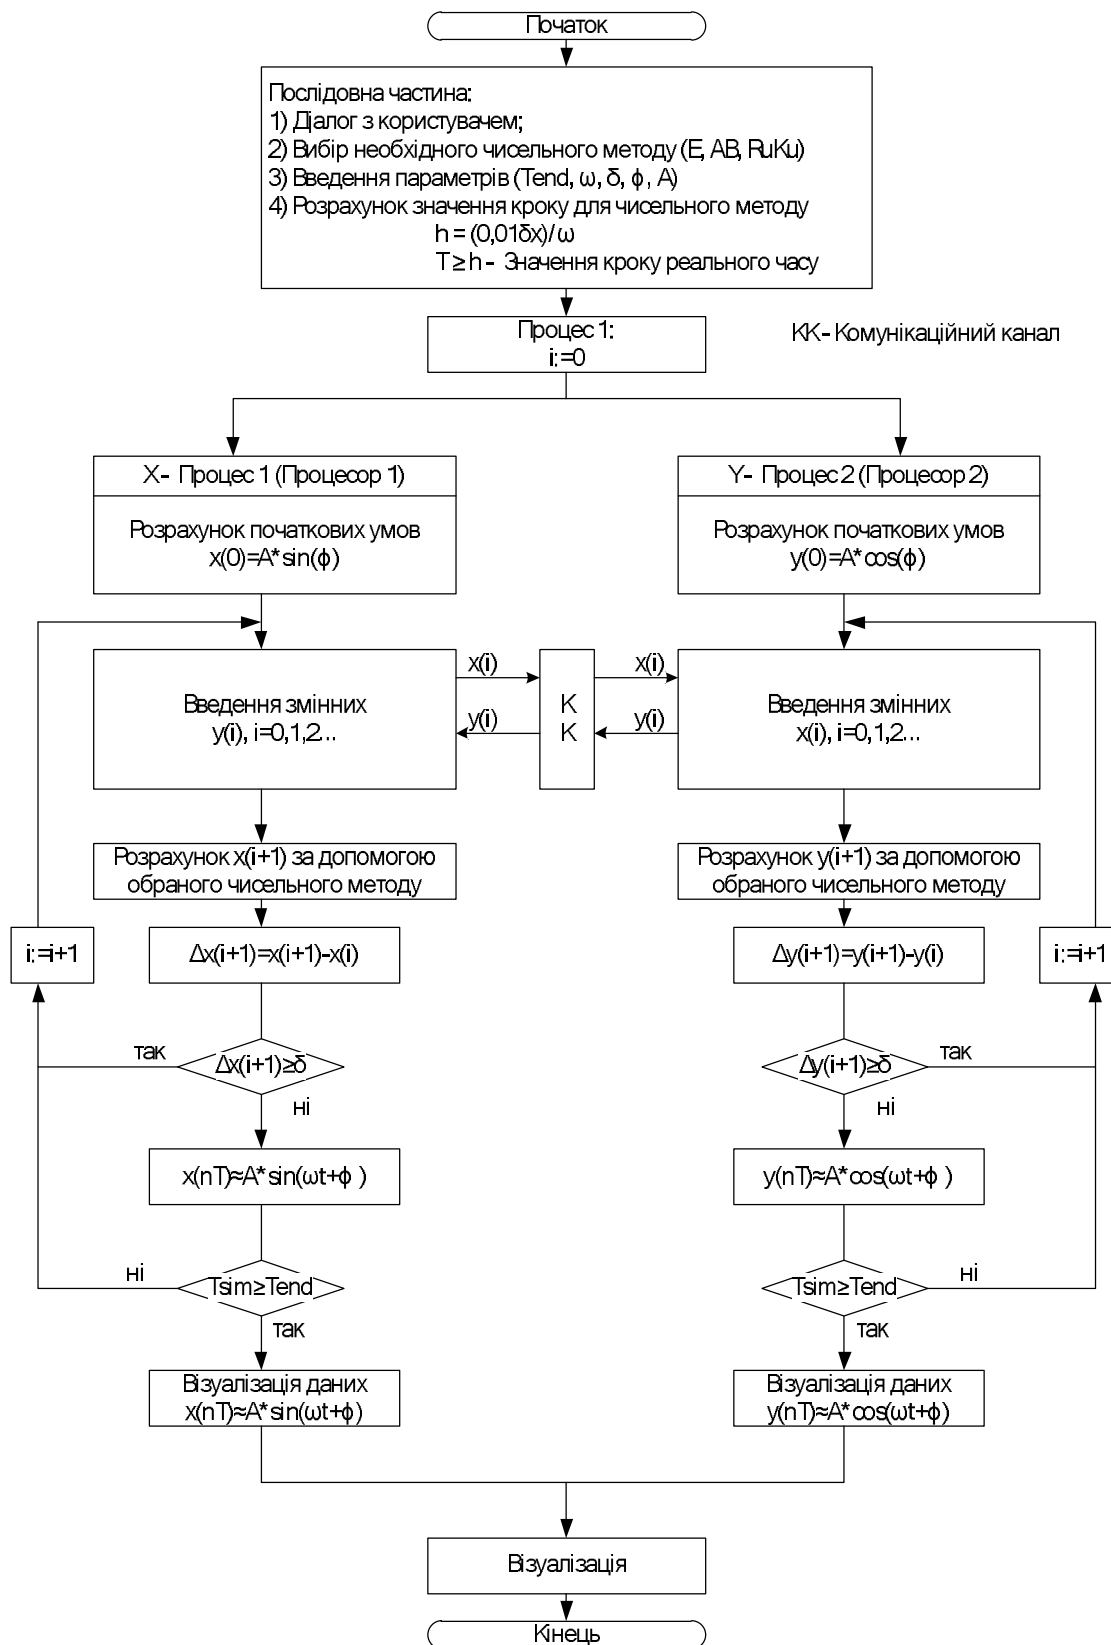 Початок
Послідовна частина:
1) Діалог з користувачем;
2) Вибір необхідного чисельного методу (E, AB, RuKu)
3) Введення параметрів (Tend, ω, δ, ϕ, A)
4) Розрахунок значення кроку для чисельного методу
h = (0,01δx)/ω
T ≥ h - Значення кроку реального часу
Процес 1:
i:=0
КК - Комунікаційний канал
X - Процес 1 (Процесор 1)
Розрахунок початкових умов
x(0)=A*sin(ϕ)
Y - Процес 2 (Процесор 2)
Розрахунок початкових умов
y(0)=A*cos(ϕ)
Введення змінних
y(i), i=0,1,2...
x(i)
y(i)
К
К
x(i)
y(i)
Введення змінних
x(i), i=0,1,2...
Розрахунок x(i+1) за допомогою
обраного чисельного методу
Розрахунок y(i+1) за допомогою
обраного чисельного методу
i:=i+1
Δx(i+1)=x(i+1)-x(i)
Δy(i+1)=y(i+1)-y(i)
i:=i+1
так
Δx(i+1)≥δ
ні
Δy(i+1)≥δ
так
ні
x(nT)≈A*sin(ωt+ϕ )
y(nT)≈A*cos(ωt+ϕ )
ні
Tsim≥Tend
так
Tsim≥Tend
ні
так
Візуалізація даних
x(nT)≈A*sin(ωt+ϕ)
Візуалізація даних
y(nT)≈A*cos(ωt+ϕ)
Візуалізація
Кінець